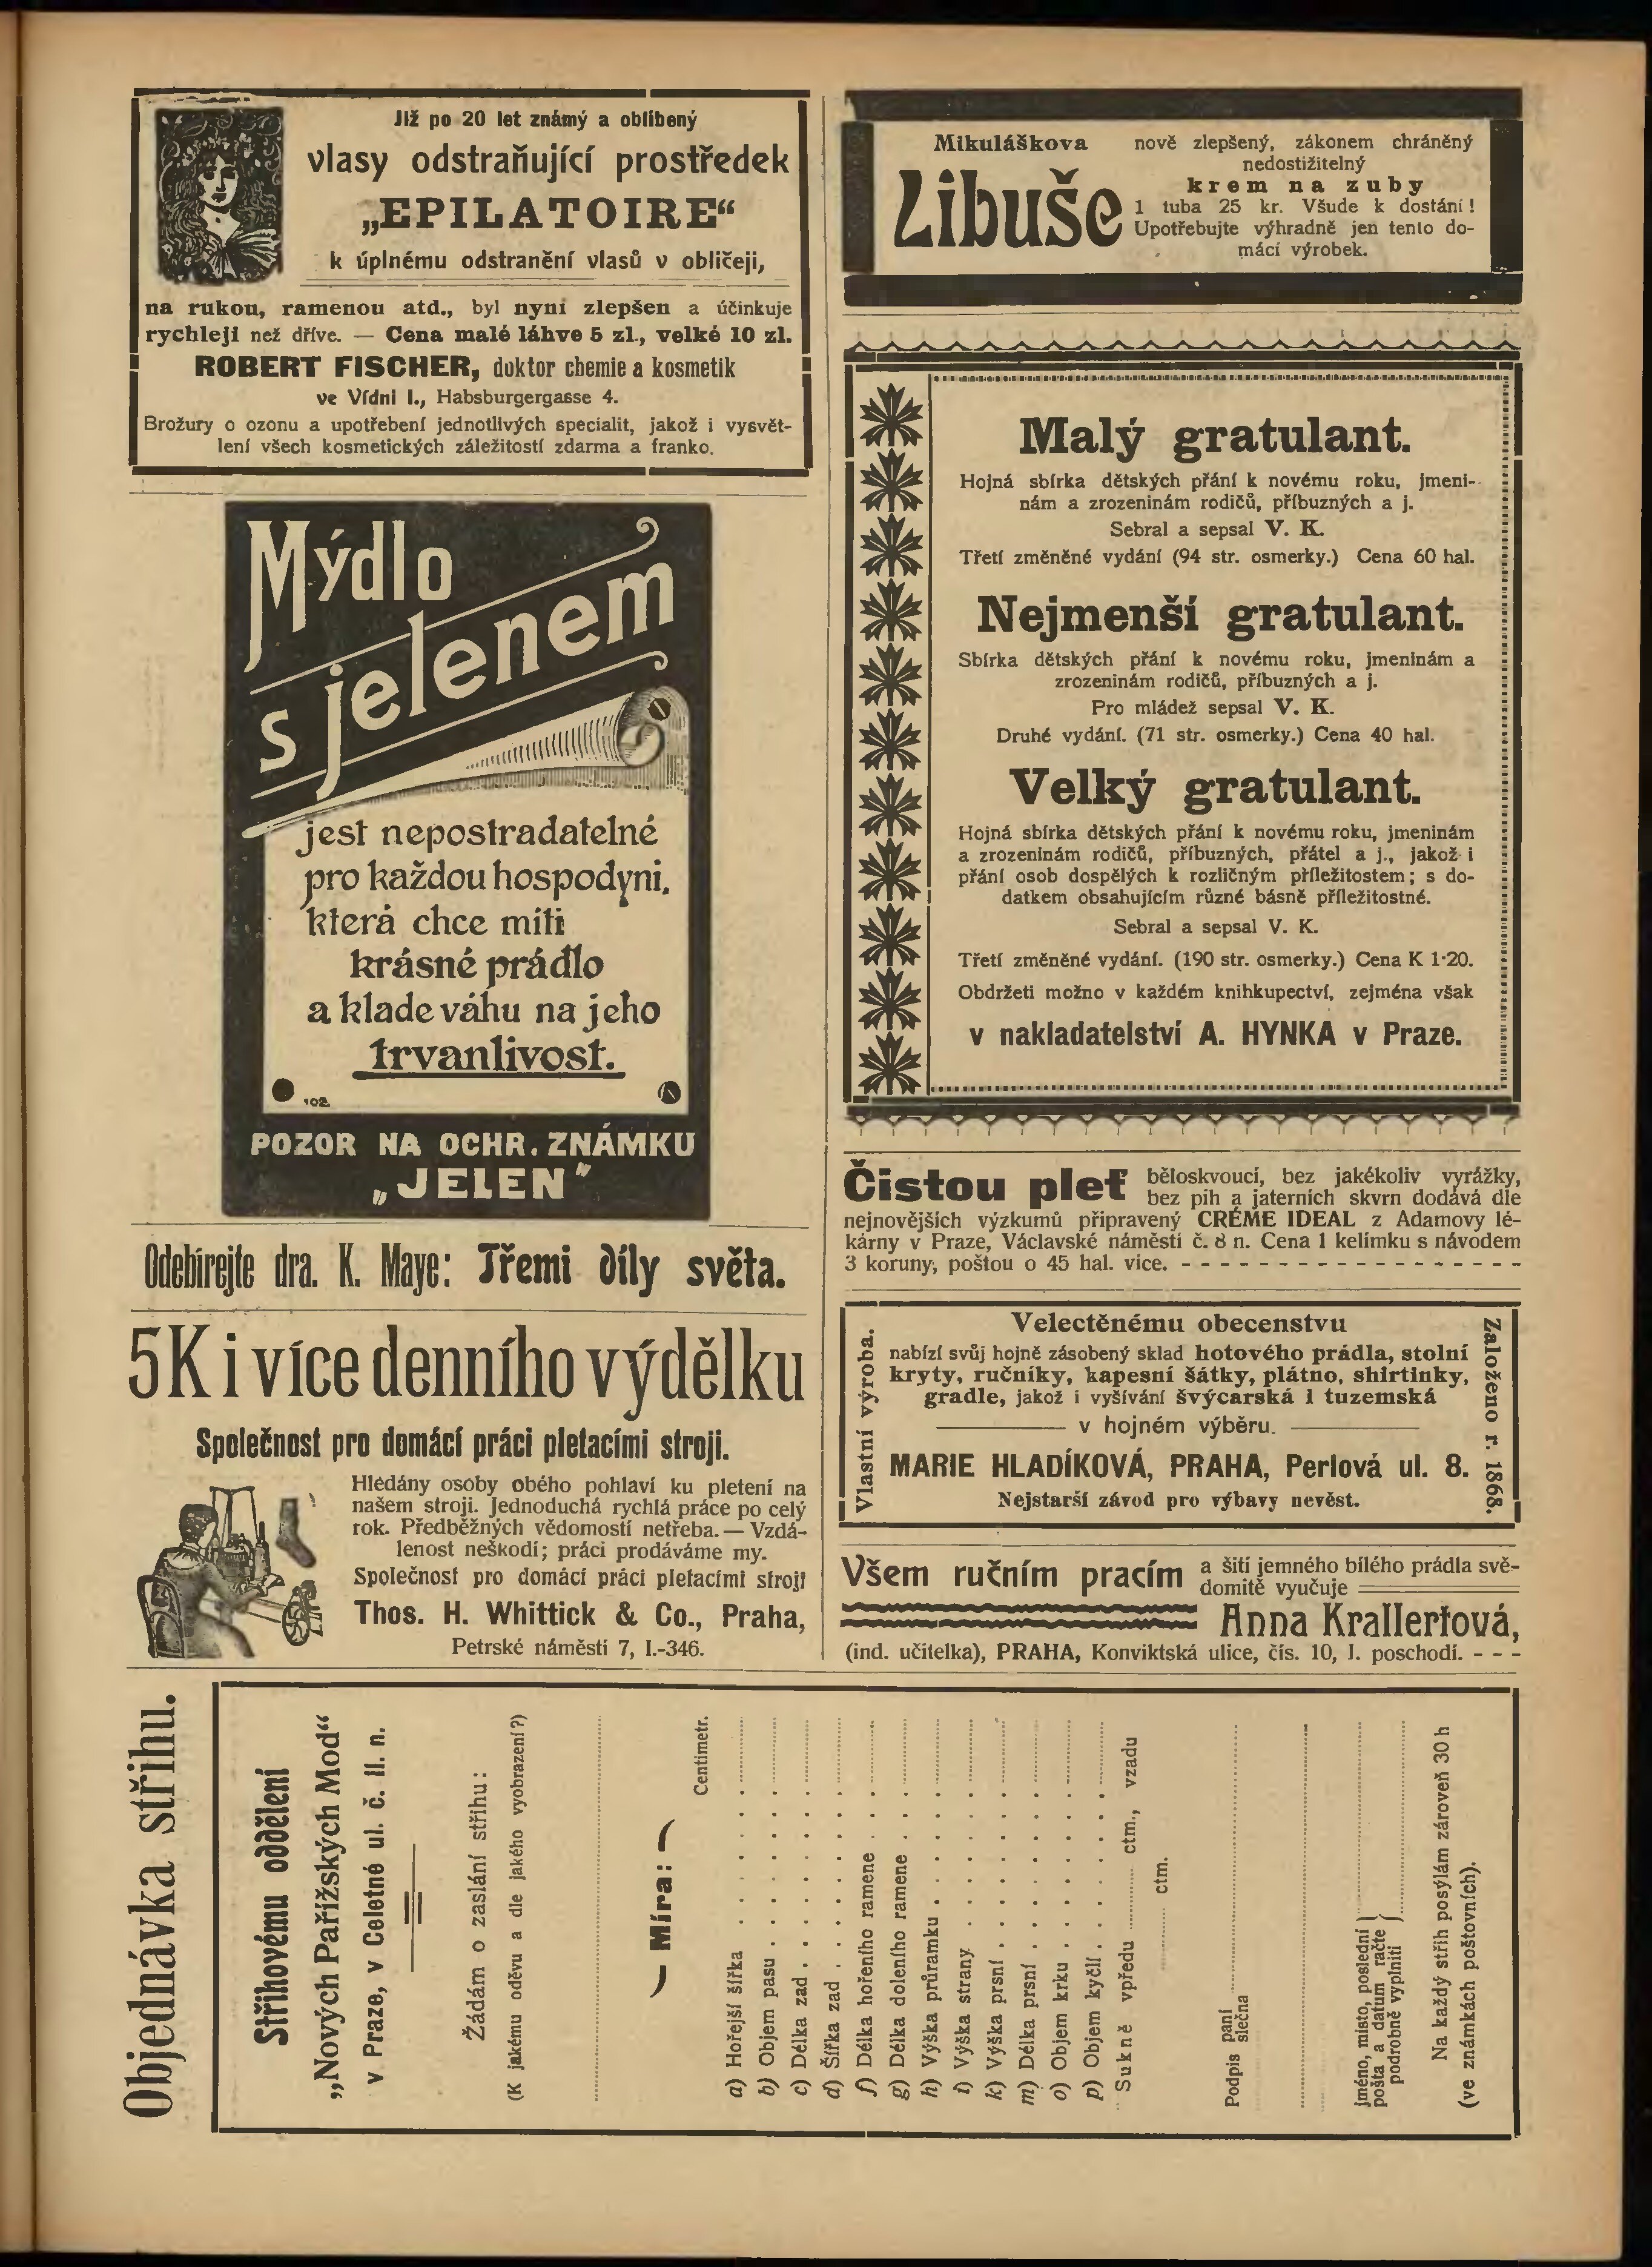 Již po 20 let známý a oblíbený
vlasy odstraňující prostředek
„EPILATOIRE“
k úplnému odstranění vlasů v obličeji,
na rukou, ramenou atd., byl nyní zlepšen a účinkuje
rychleji než dříve. — Cena malé láhve 5 zl., velké 10 zl.
ROBERT FISCHER, doktor chemie a kosmetik
ve Vídni I., Habsburgergasse 4.
Brožury o ozonu a upotřebení jednotlivých specialit, jakož i vysvět-
lení všech kosmetických záležitostí zdarma a franko.
Mýdlo
s jelenem
jest nepostradatelné
pro každou hospodyni,
která chce míti
krásné prádlo
a klade váhu na jeho
trvanlivost.
102.
POZOR NA OCHR. ZNÁMKU
„JELEN“
Odebírejte dra. K. Maye: Třemi díly světa.
5K i více denního výdělku
Společnost pro domácí práci pletacími stroji.
Hledány osoby obého pohlaví ku pletení na
našem stroji. Jednoduchá rychlá práce po celý
rok. Předběžných vědomostí netřeba. — Vzdá-
lenost neškodí; práci prodáváme my.
Společnost pro domácí práci pletacími stroji
Thos. H. Whittick & Co., Praha,
Petrské náměstí 7, I.-346.
Mikuláškova
Libuše
nově zlepšený, zákonem chráněný
nedostižitelný
krem na zuby
1 tuba 25 kr. Všude k dostání!
Upotřebujte výhradně jen tento do-
mácí výrobek.
Malý gratulant.
Hojná sbírka dětských přání k novému roku, jmeni-
nám a zrozeninám rodičů, příbuzných a j.
Sebral a sepsal V. K.
Třetí změněné vydání (94 str. osmerky.) Cena 60 hal.
Nejmenší gratulant.
Sbírka dětských přání k novému roku, jmeninám a
zrozeninám rodičů, příbuzných a j.
Pro mládež sepsal V. K.
Druhé vydání. (71 str. osmerky.) Cena 40 hal.
Velký gratulant.
Hojná sbírka dětských přání k novému roku, jmeninám
a zrozeninám rodičů, příbuzných, přátel a j., jakož i
přání osob dospělých k rozličným příležitostem; s do-
datkem obsahujícím různé básně příležitostné.
Sebral a sepsal V. K.
Třetí změněné vydání. (190 str. osmerky.) Cena K 1·20.
Obdržeti možno v každém knihkupectví, zejména však
v nakladatelství A. HYNKA v Praze.
Čistou pleť běloskvoucí, bez jakékoliv vyrážky,
bez pih a jaterních skvrn dodává dle
nejnovějších výzkumů připravený CRÉME IDEAL z Adamovy lé-
kárny v Praze, Václavské náměstí č. 8 n. Cena 1 kelímku s návodem
3 koruny, poštou o 45 hal. více.
Vlastní výroba.
Velectěnému obecenstvu
nabízí svůj hojně zásobený sklad hotového prádla, stolní
kryty, ručníky, kapesní šátky, plátno, shirtinky,
gradle, jakož i vyšívání švýcarská i tuzemská
v hojném výběru.
MARIE HLADÍKOVÁ, PRAHA, Perlová ul. 8.
Nejstarší závod pro výbavy nevěst.
Založeno r. 1868.
Všem ručním pracím a šití jemného bílého prádla svě-
domitě vyučuje
Anna Krallertová,
(ind. učitelka), PRAHA, Konviktská ulice, čís. 10, I. poschodí. - - -
Objednávka střihu.
Střihovému oddělení
„Nových Pařížských Mod“
v Praze, v Celetné ul. č. II. n.
Žádám o zaslání střihu:
(K jakému oděvu a dle jakého vyobrazení?)
Míra:
Centimetr.
a) Hořejší šířka
b) Objem pasu
c) Délka zad
d) Šířka zad
f) Délka hořeního ramene
g) Délka doleního ramene
h) Výška průramku
i) Výška strany
k) Výška prsní
m) Délka prsní
o) Objem krku
p) Objem kyčlí
Sukně vpředu ctm., vzadu
ctm.
Podpis paní
slečna
Jméno, místo, poslední
pošta a datum račte
podrobně vyplniti
Na každý střih posýlám zároveň 30 h
(ve známkách poštovních).